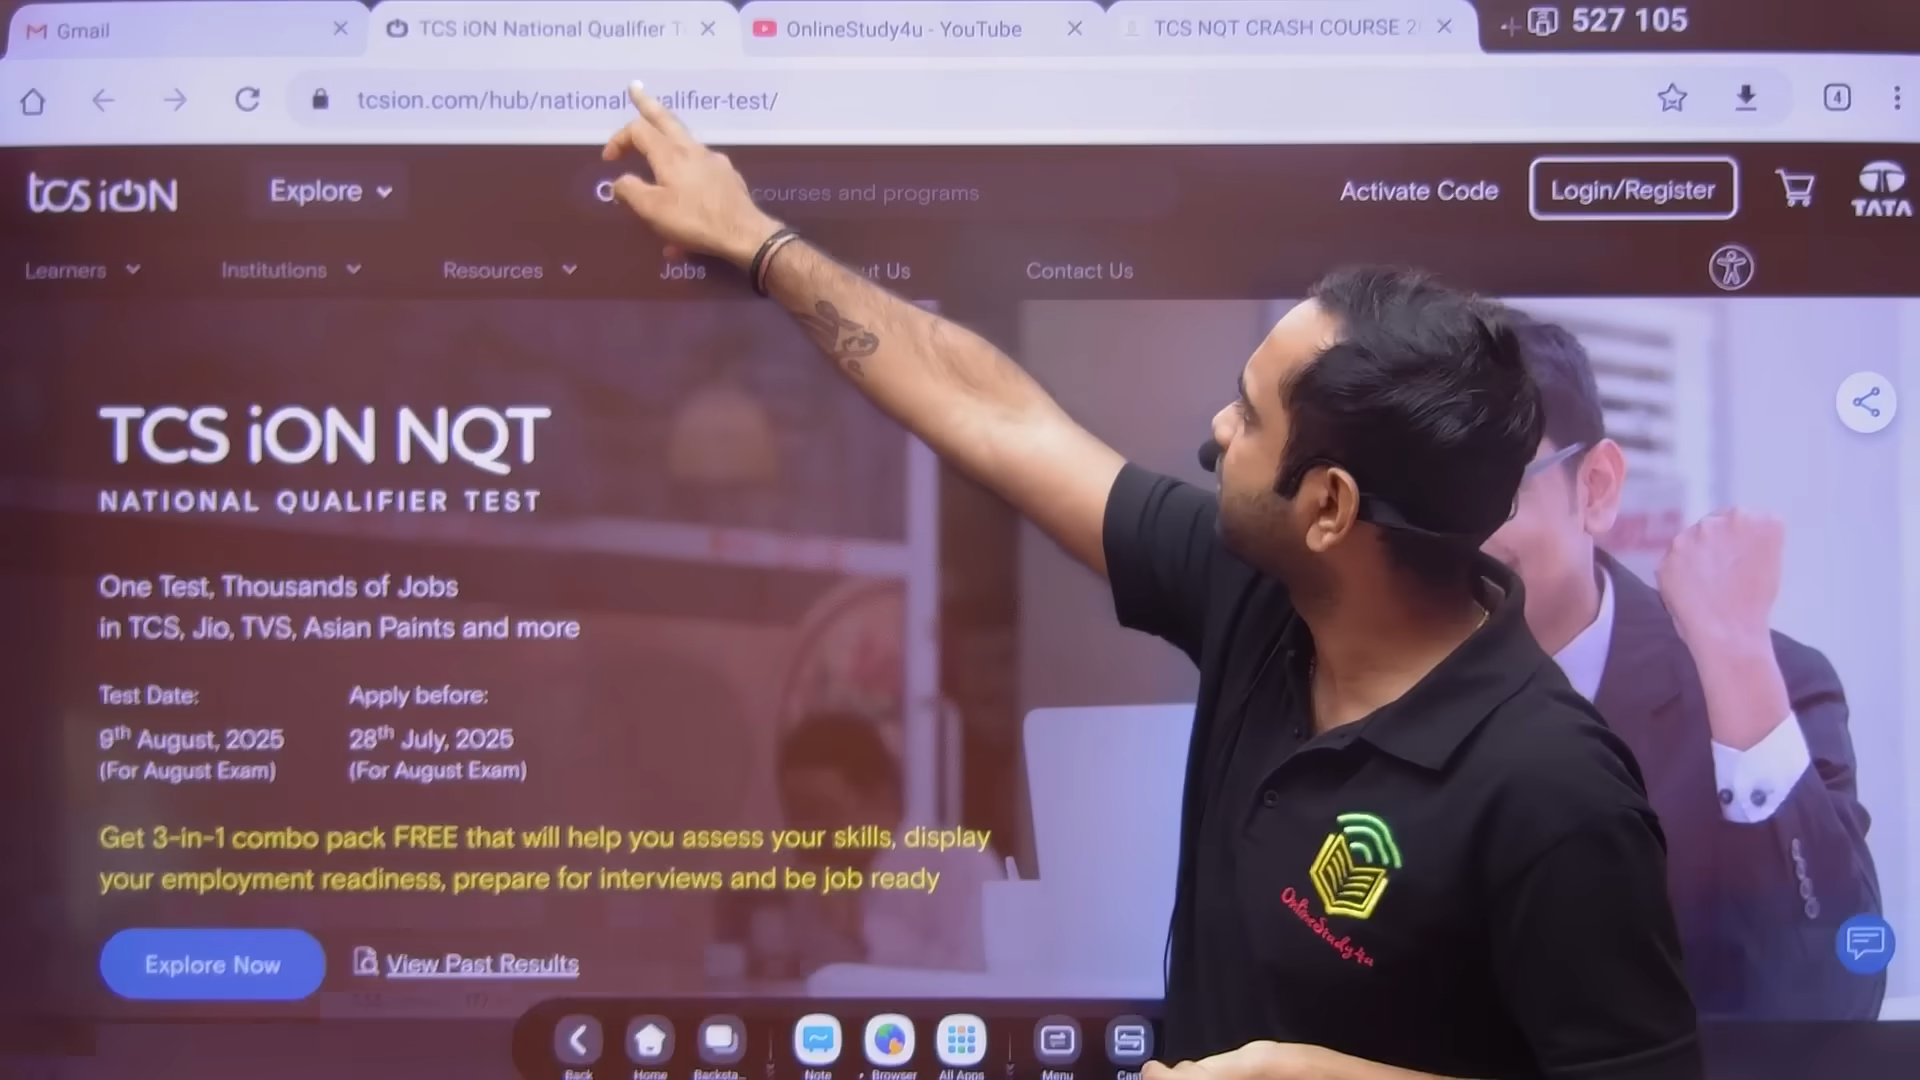 Gmail
TCS iON National Qualifier T
OnlineStudy4u - YouTube
TCS NQT CRASH COURSE 2
527 105
tcsion.com/hub/national
alifier-test/
4
tcs iON
Explore
courses and programs
Activate Code
Login/Register
TATA
Learners
Institutions
Resources
Jobs
ut Us
Contact Us
TCS iON NQT
NATIONAL QUALIFIER TEST
One Test, Thousands of Jobs
in TCS, Jio, TVS, Asian Paints and more
Test Date:
Apply before:
9th August, 2025
28th July, 2025
(For August Exam)
(For August Exam)
Get 3-in-1 combo pack FREE that will help you assess your skills, display
your employment readiness, prepare for interviews and be job ready
Explore Now
View Past Results
OnlineStudy4u
Back
Home
Backsta...
Note
Browser
All Apps
Menu
Cast